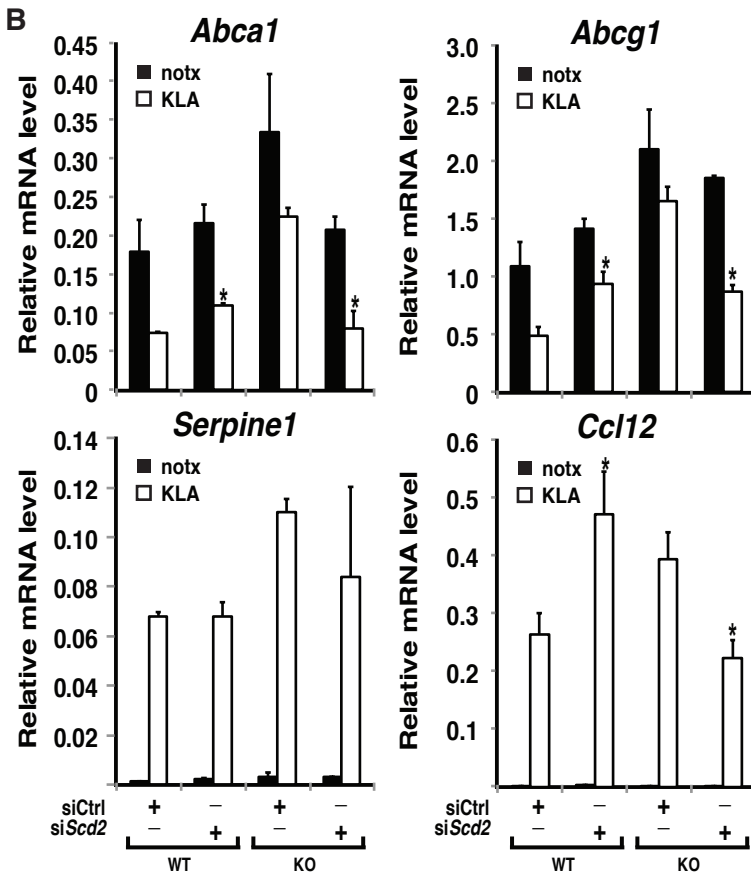 B
Abca1
Relative mRNA level
0.45
0.40
0.35
0.30
0.25
0.20
0.15
0.10
0.05
0
notx
KLA
*
*
Abcg1
Relative mRNA level
3.0
2.5
2.0
1.5
1.0
0.5
0
notx
KLA
*
*
Serpine1
Relative mRNA level
0.14
0.12
0.10
0.08
0.06
0.04
0.02
0.00
notx
KLA
Ccl12
Relative mRNA level
0.6
0.5
0.4
0.3
0.2
0.1
notx
KLA
*
*
siCtrl + – + –
siScd2 – + – +
WT KO
siCtrl + – + –
siScd2 – + – +
WT KO